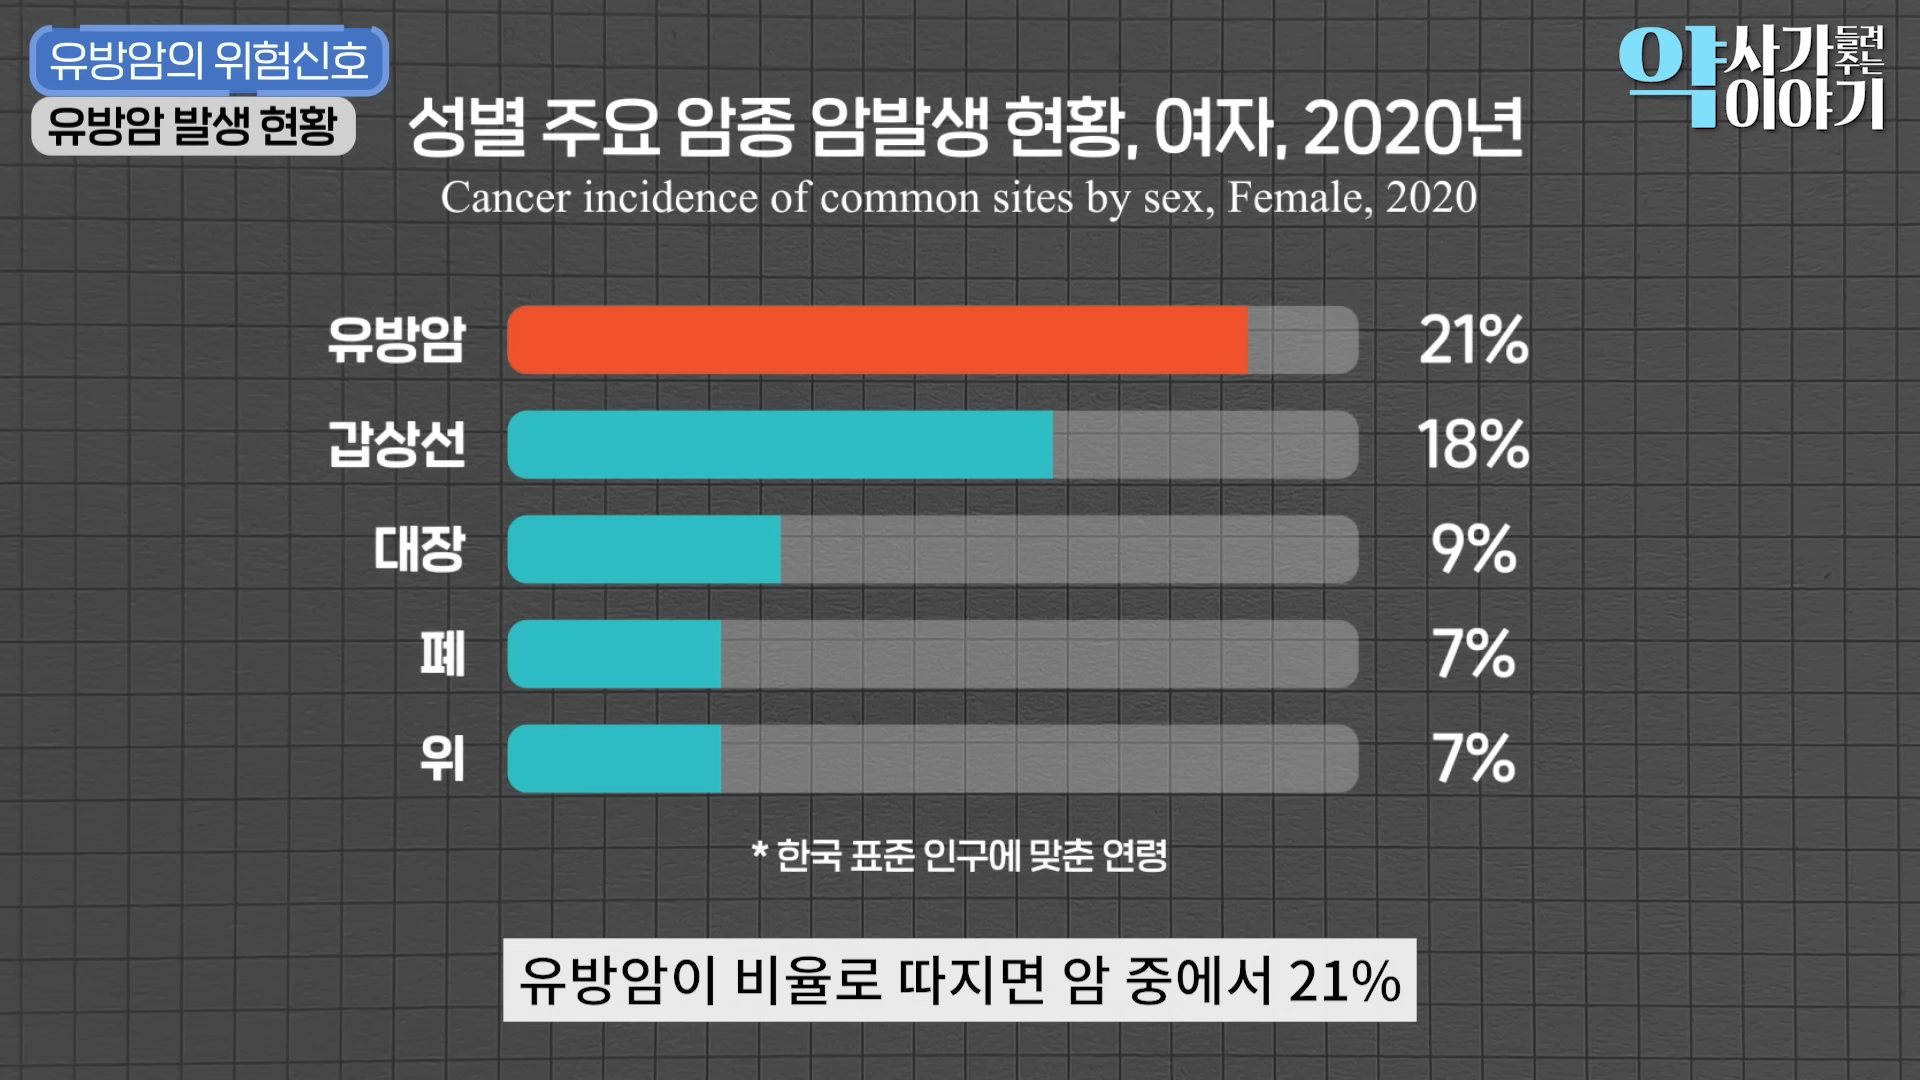 유방암의 위험신호
유방암 발생 현황
약사가 들려주는 이야기
성별 주요 암종 암발생 현황, 여자, 2020년
Cancer incidence of common sites by sex, Female, 2020
유방암 21%
갑상선 18%
대장 9%
폐 7%
위 7%
* 한국 표준 인구에 맞춘 연령
유방암이 비율로 따지면 암 중에서 21%